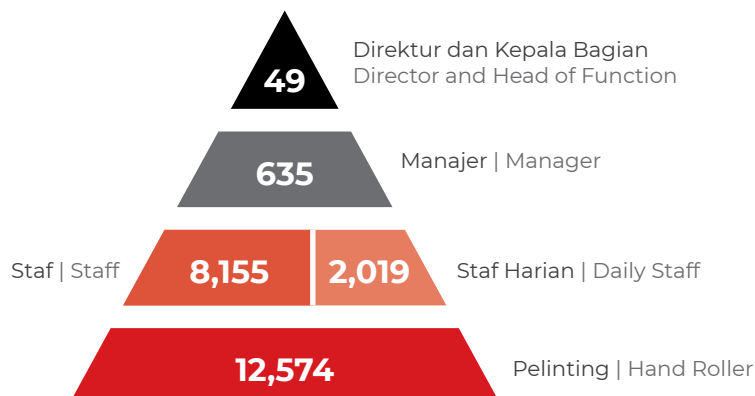 49
Direktur dan Kepala Bagian
Director and Head of Function
635
Manajer | Manager
Staf | Staff
8,155
2,019
Staf Harian | Daily Staff
12,574
Pelinting | Hand Roller